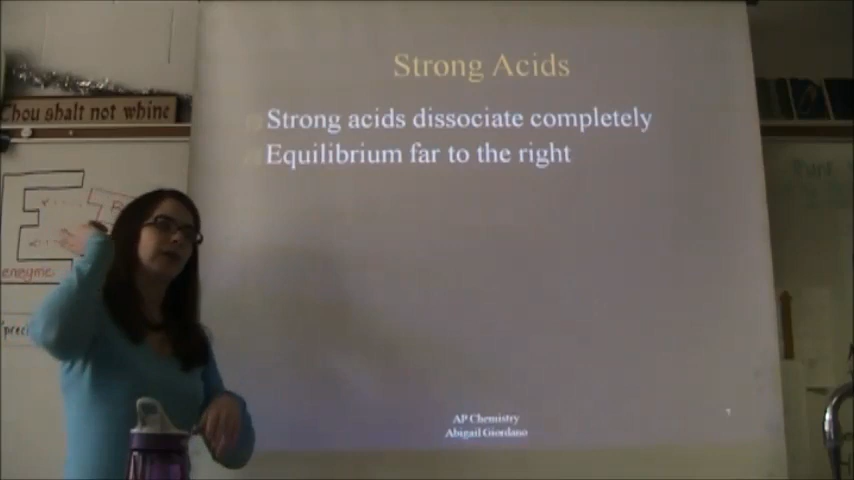 Strong Acids
Strong acids dissociate completely
Equilibrium far to the right
Thou shalt not whine
enzyme
AP Chemistry
Abigail Giordano